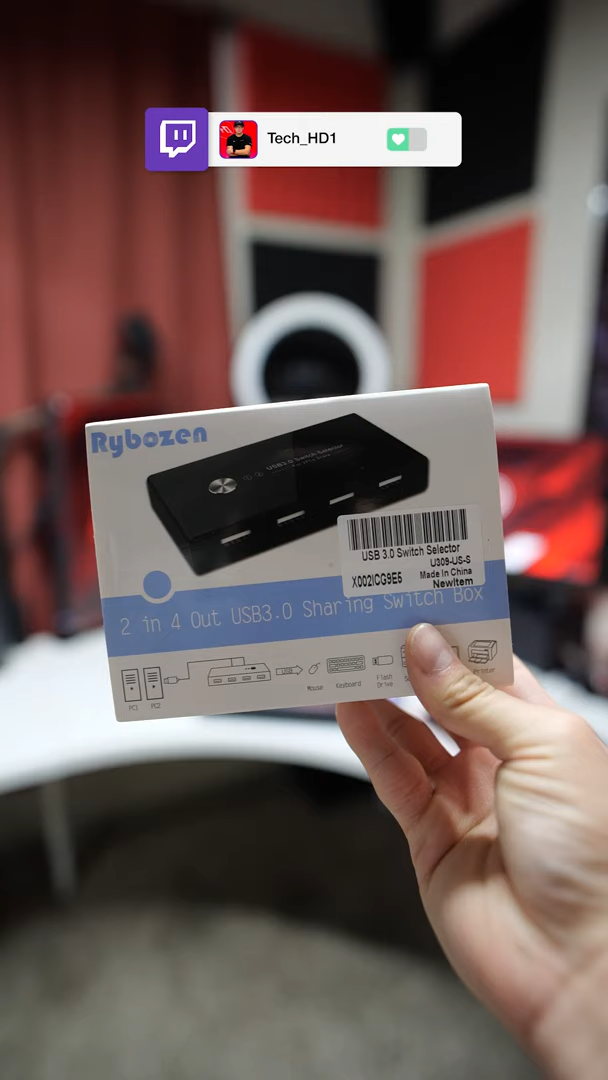 Tech_HD1
Rybozen
USB3.0 Switch Selector
USB 3.0 Switch Selector
U309-US-S
X002ICG9E5 Made In China
NewItem
2 in 4 Out USB3.0 Sharing Switch Box
PC1 PC2 USB Mouse Keyboard Flash Drive